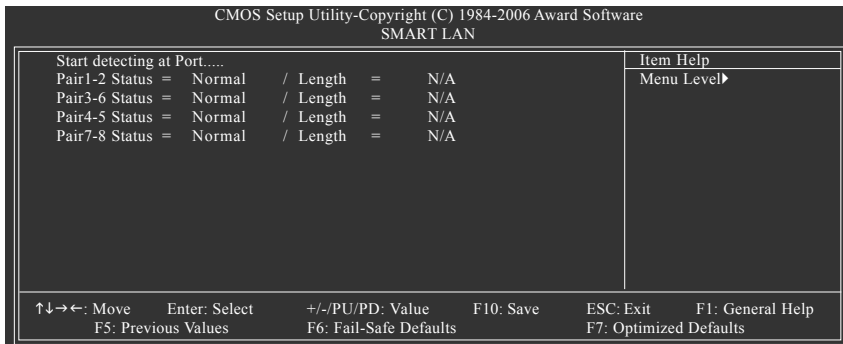 CMOS Setup Utility-Copyright (C) 1984-2006 Award Software
SMART LAN
Start detecting at Port.....
Pair1-2 Status = Normal / Length = N/A
Pair3-6 Status = Normal / Length = N/A
Pair4-5 Status = Normal / Length = N/A
Pair7-8 Status = Normal / Length = N/A
Item Help
Menu Level▶
↑↓→←: Move Enter: Select +/-/PU/PD: Value F10: Save ESC: Exit F1: General Help
F5: Previous Values F6: Fail-Safe Defaults F7: Optimized Defaults